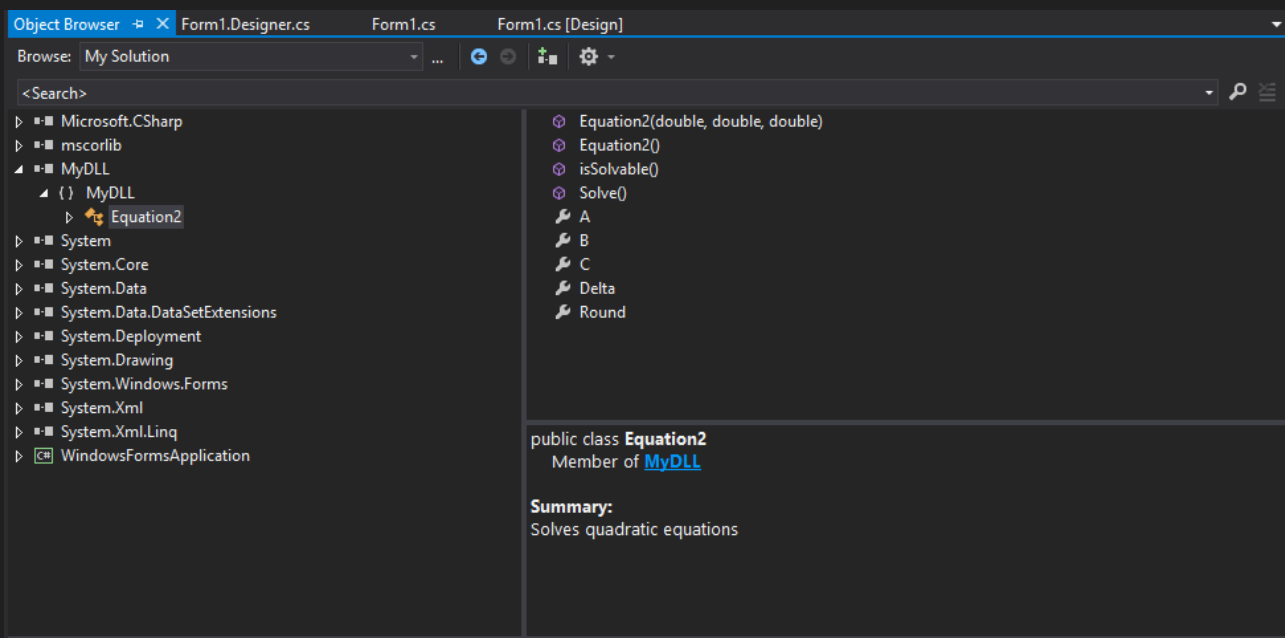 Object Browser Form1.Designer.cs Form1.cs Form1.cs [Design]
Browse: My Solution ...
<Search>
Microsoft.CSharp
mscorlib
MyDLL
{ } MyDLL
Equation2
System
System.Core
System.Data
System.Data.DataSetExtensions
System.Deployment
System.Drawing
System.Windows.Forms
System.Xml
System.Xml.Linq
C# WindowsFormsApplication
Equation2(double, double, double)
Equation2()
isSolvable()
Solve()
A
B
C
Delta
Round
public class Equation2
Member of MyDLL
Summary:
Solves quadratic equations